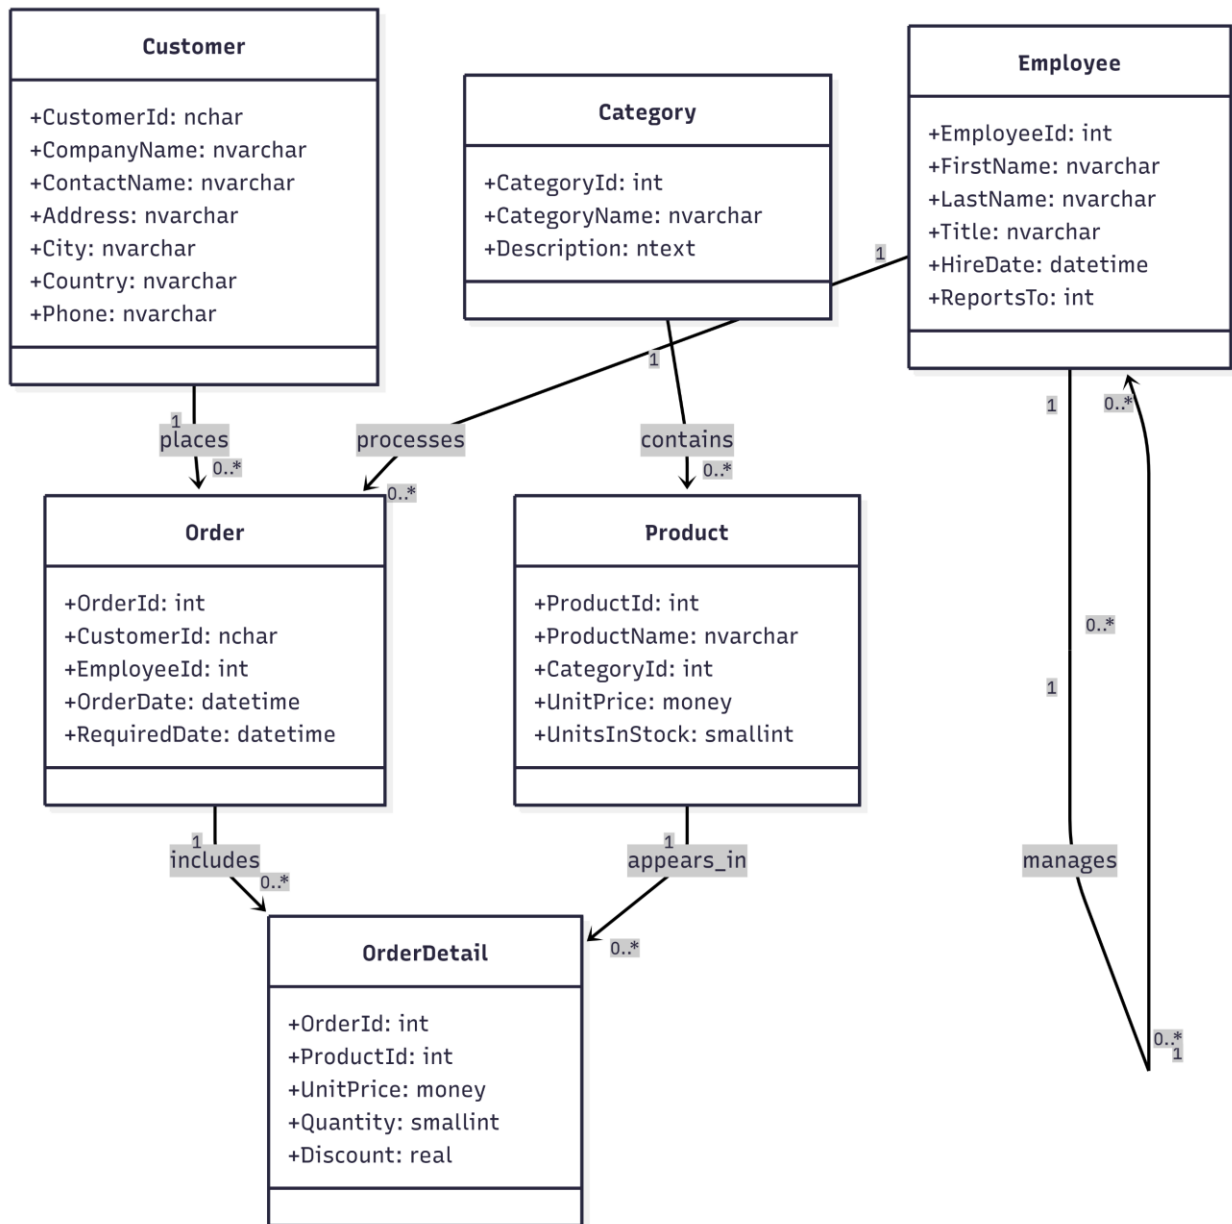 Customer
+CustomerId: nchar
+CompanyName: nvarchar
+ContactName: nvarchar
+Address: nvarchar
+City: nvarchar
+Country: nvarchar
+Phone: nvarchar
Category
+CategoryId: int
+CategoryName: nvarchar
+Description: ntext
Employee
+EmployeeId: int
+FirstName: nvarchar
+LastName: nvarchar
+Title: nvarchar
+HireDate: datetime
+ReportsTo: int
1
1
1
places
0..*
processes
0..*
contains
0..*
1
0..*
Order
+OrderId: int
+CustomerId: nchar
+EmployeeId: int
+OrderDate: datetime
+RequiredDate: datetime
Product
+ProductId: int
+ProductName: nvarchar
+CategoryId: int
+UnitPrice: money
+UnitsInStock: smallint
0..*
1
1
includes
0..*
1
appears_in
0..*
manages
0..*
1
OrderDetail
+OrderId: int
+ProductId: int
+UnitPrice: money
+Quantity: smallint
+Discount: real